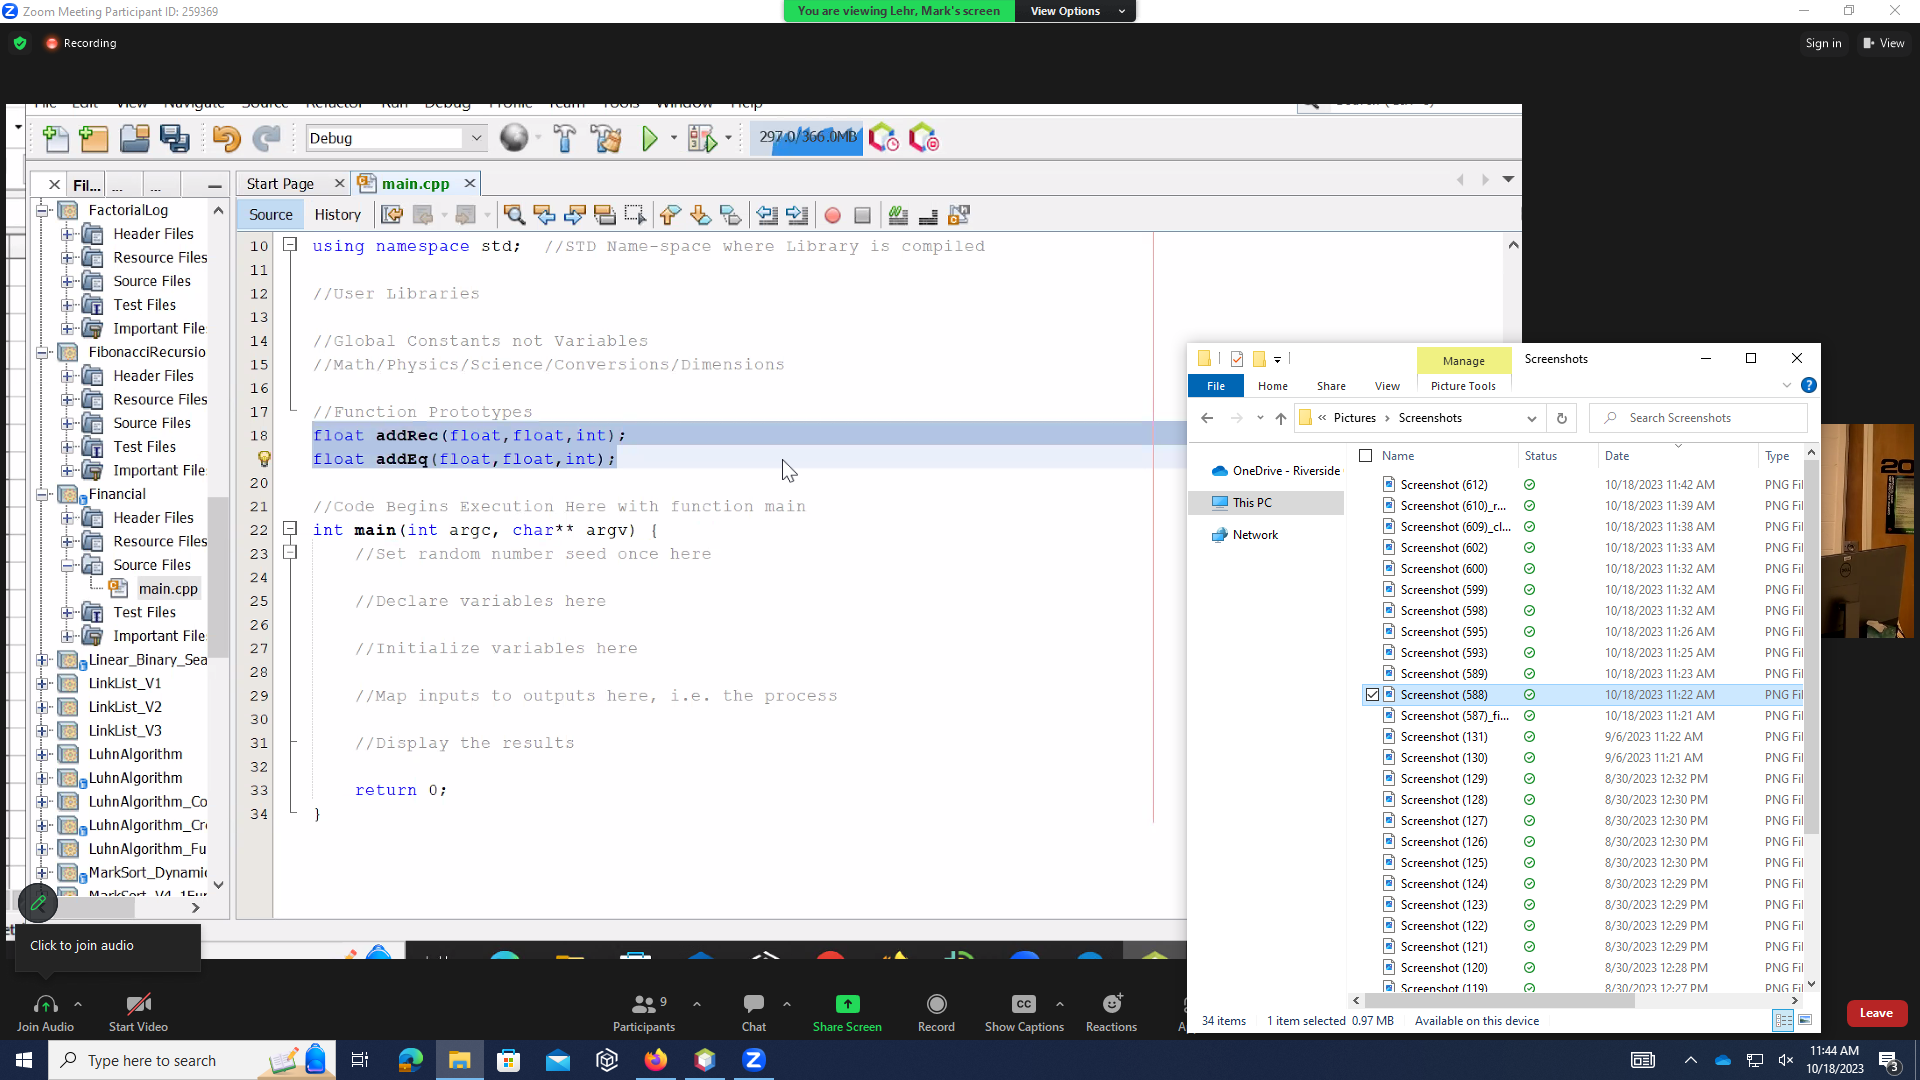 Zoom Meeting Participant ID: 259369
You are viewing Lehr, Mark's screen
View Options
Recording
Sign in
View
File Edit View Navigate Source Refactor Run Debug Profile Team Tools Window Help
Debug
297.0/366.0MB
Fil...
...
...
Start Page
main.cpp
Source
History
FactorialLog
Header Files
Resource Files
Source Files
Test Files
Important File
FibonacciRecursio
Header Files
Resource Files
Source Files
Test Files
Important File
Financial
Header Files
Resource Files
Source Files
main.cpp
Test Files
Important File
Linear_Binary_Sea
LinkList_V1
LinkList_V2
LinkList_V3
LuhnAlgorithm
LuhnAlgorithm
LuhnAlgorithm_Co
LuhnAlgorithm_Cr
LuhnAlgorithm_Fu
MarkSort_Dynami
10 using namespace std; //STD Name-space where Library is compiled
11
12 //User Libraries
13
14 //Global Constants not Variables
15 //Math/Physics/Science/Conversions/Dimensions
16
17 //Function Prototypes
18 float addRec(float,float,int);
float addEq(float,float,int);
20
21 //Code Begins Execution Here with function main
22 int main(int argc, char** argv) {
23 //Set random number seed once here
24
25 //Declare variables here
26
27 //Initialize variables here
28
29 //Map inputs to outputs here, i.e. the process
30
31 //Display the results
32
33 return 0;
34 }
Manage
Screenshots
File
Home
Share
View
Picture Tools
« Pictures › Screenshots
Search Screenshots
OneDrive - Riverside
This PC
Network
Name Status Date Type
Screenshot (612) 10/18/2023 11:42 AM PNG Fil
Screenshot (610)_r... 10/18/2023 11:39 AM PNG Fil
Screenshot (609)_cl... 10/18/2023 11:38 AM PNG Fil
Screenshot (602) 10/18/2023 11:33 AM PNG Fil
Screenshot (600) 10/18/2023 11:32 AM PNG Fil
Screenshot (599) 10/18/2023 11:32 AM PNG Fil
Screenshot (598) 10/18/2023 11:32 AM PNG Fil
Screenshot (595) 10/18/2023 11:26 AM PNG Fil
Screenshot (593) 10/18/2023 11:25 AM PNG Fil
Screenshot (589) 10/18/2023 11:23 AM PNG Fil
Screenshot (588) 10/18/2023 11:22 AM PNG Fil
Screenshot (587)_fi... 10/18/2023 11:21 AM PNG Fil
Screenshot (131) 9/6/2023 11:22 AM PNG Fil
Screenshot (130) 9/6/2023 11:21 AM PNG Fil
Screenshot (129) 8/30/2023 12:32 PM PNG Fil
Screenshot (128) 8/30/2023 12:30 PM PNG Fil
Screenshot (127) 8/30/2023 12:30 PM PNG Fil
Screenshot (126) 8/30/2023 12:30 PM PNG Fil
Screenshot (125) 8/30/2023 12:30 PM PNG Fil
Screenshot (124) 8/30/2023 12:29 PM PNG Fil
Screenshot (123) 8/30/2023 12:29 PM PNG Fil
Screenshot (122) 8/30/2023 12:29 PM PNG Fil
Screenshot (121) 8/30/2023 12:29 PM PNG Fil
Screenshot (120) 8/30/2023 12:28 PM PNG Fil
Screenshot (119) 8/30/2023 12:27 PM PNG Fil
34 items 1 item selected 0.97 MB Available on this device
Click to join audio
Join Audio
Start Video
9
Participants
Chat
Share Screen
Record
CC
Show Captions
Reactions
Leave
Type here to search
11:44 AM
10/18/2023
3